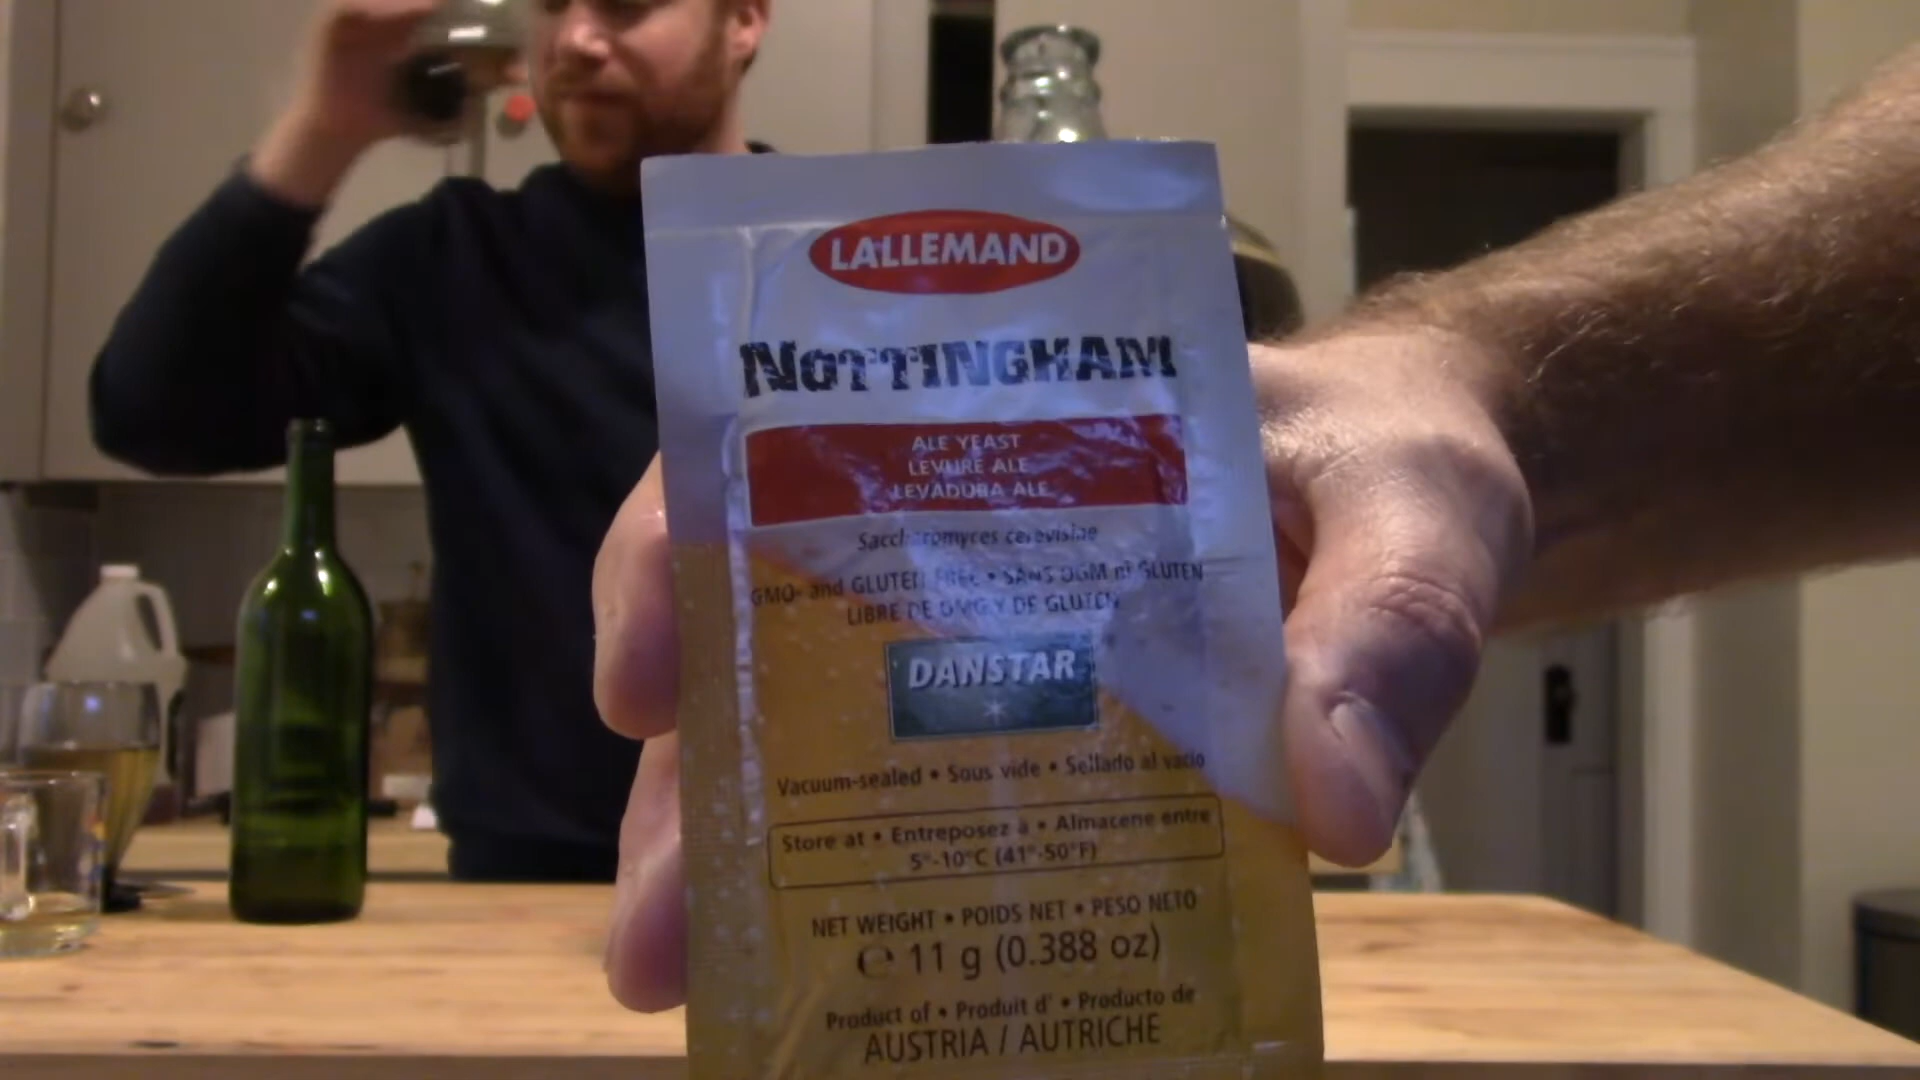 LALLEMAND
NOTTINGHAM
ALE YEAST
LEVURE ALE
LEVADURA ALE
Saccharomyces cerevisiae
GMO- and GLUTEN FREE • SANS OGM ni GLUTEN
LIBRE DE OMG Y DE GLUTEN
DANSTAR
Vacuum-sealed • Sous vide • Sellado al vacio
Store at • Entreposez à • Almacene entre
5°-10°C (41°-50°F)
NET WEIGHT • POIDS NET • PESO NETO
℮ 11 g (0.388 oz)
Product of • Produit d' • Producto de
AUSTRIA / AUTRICHE